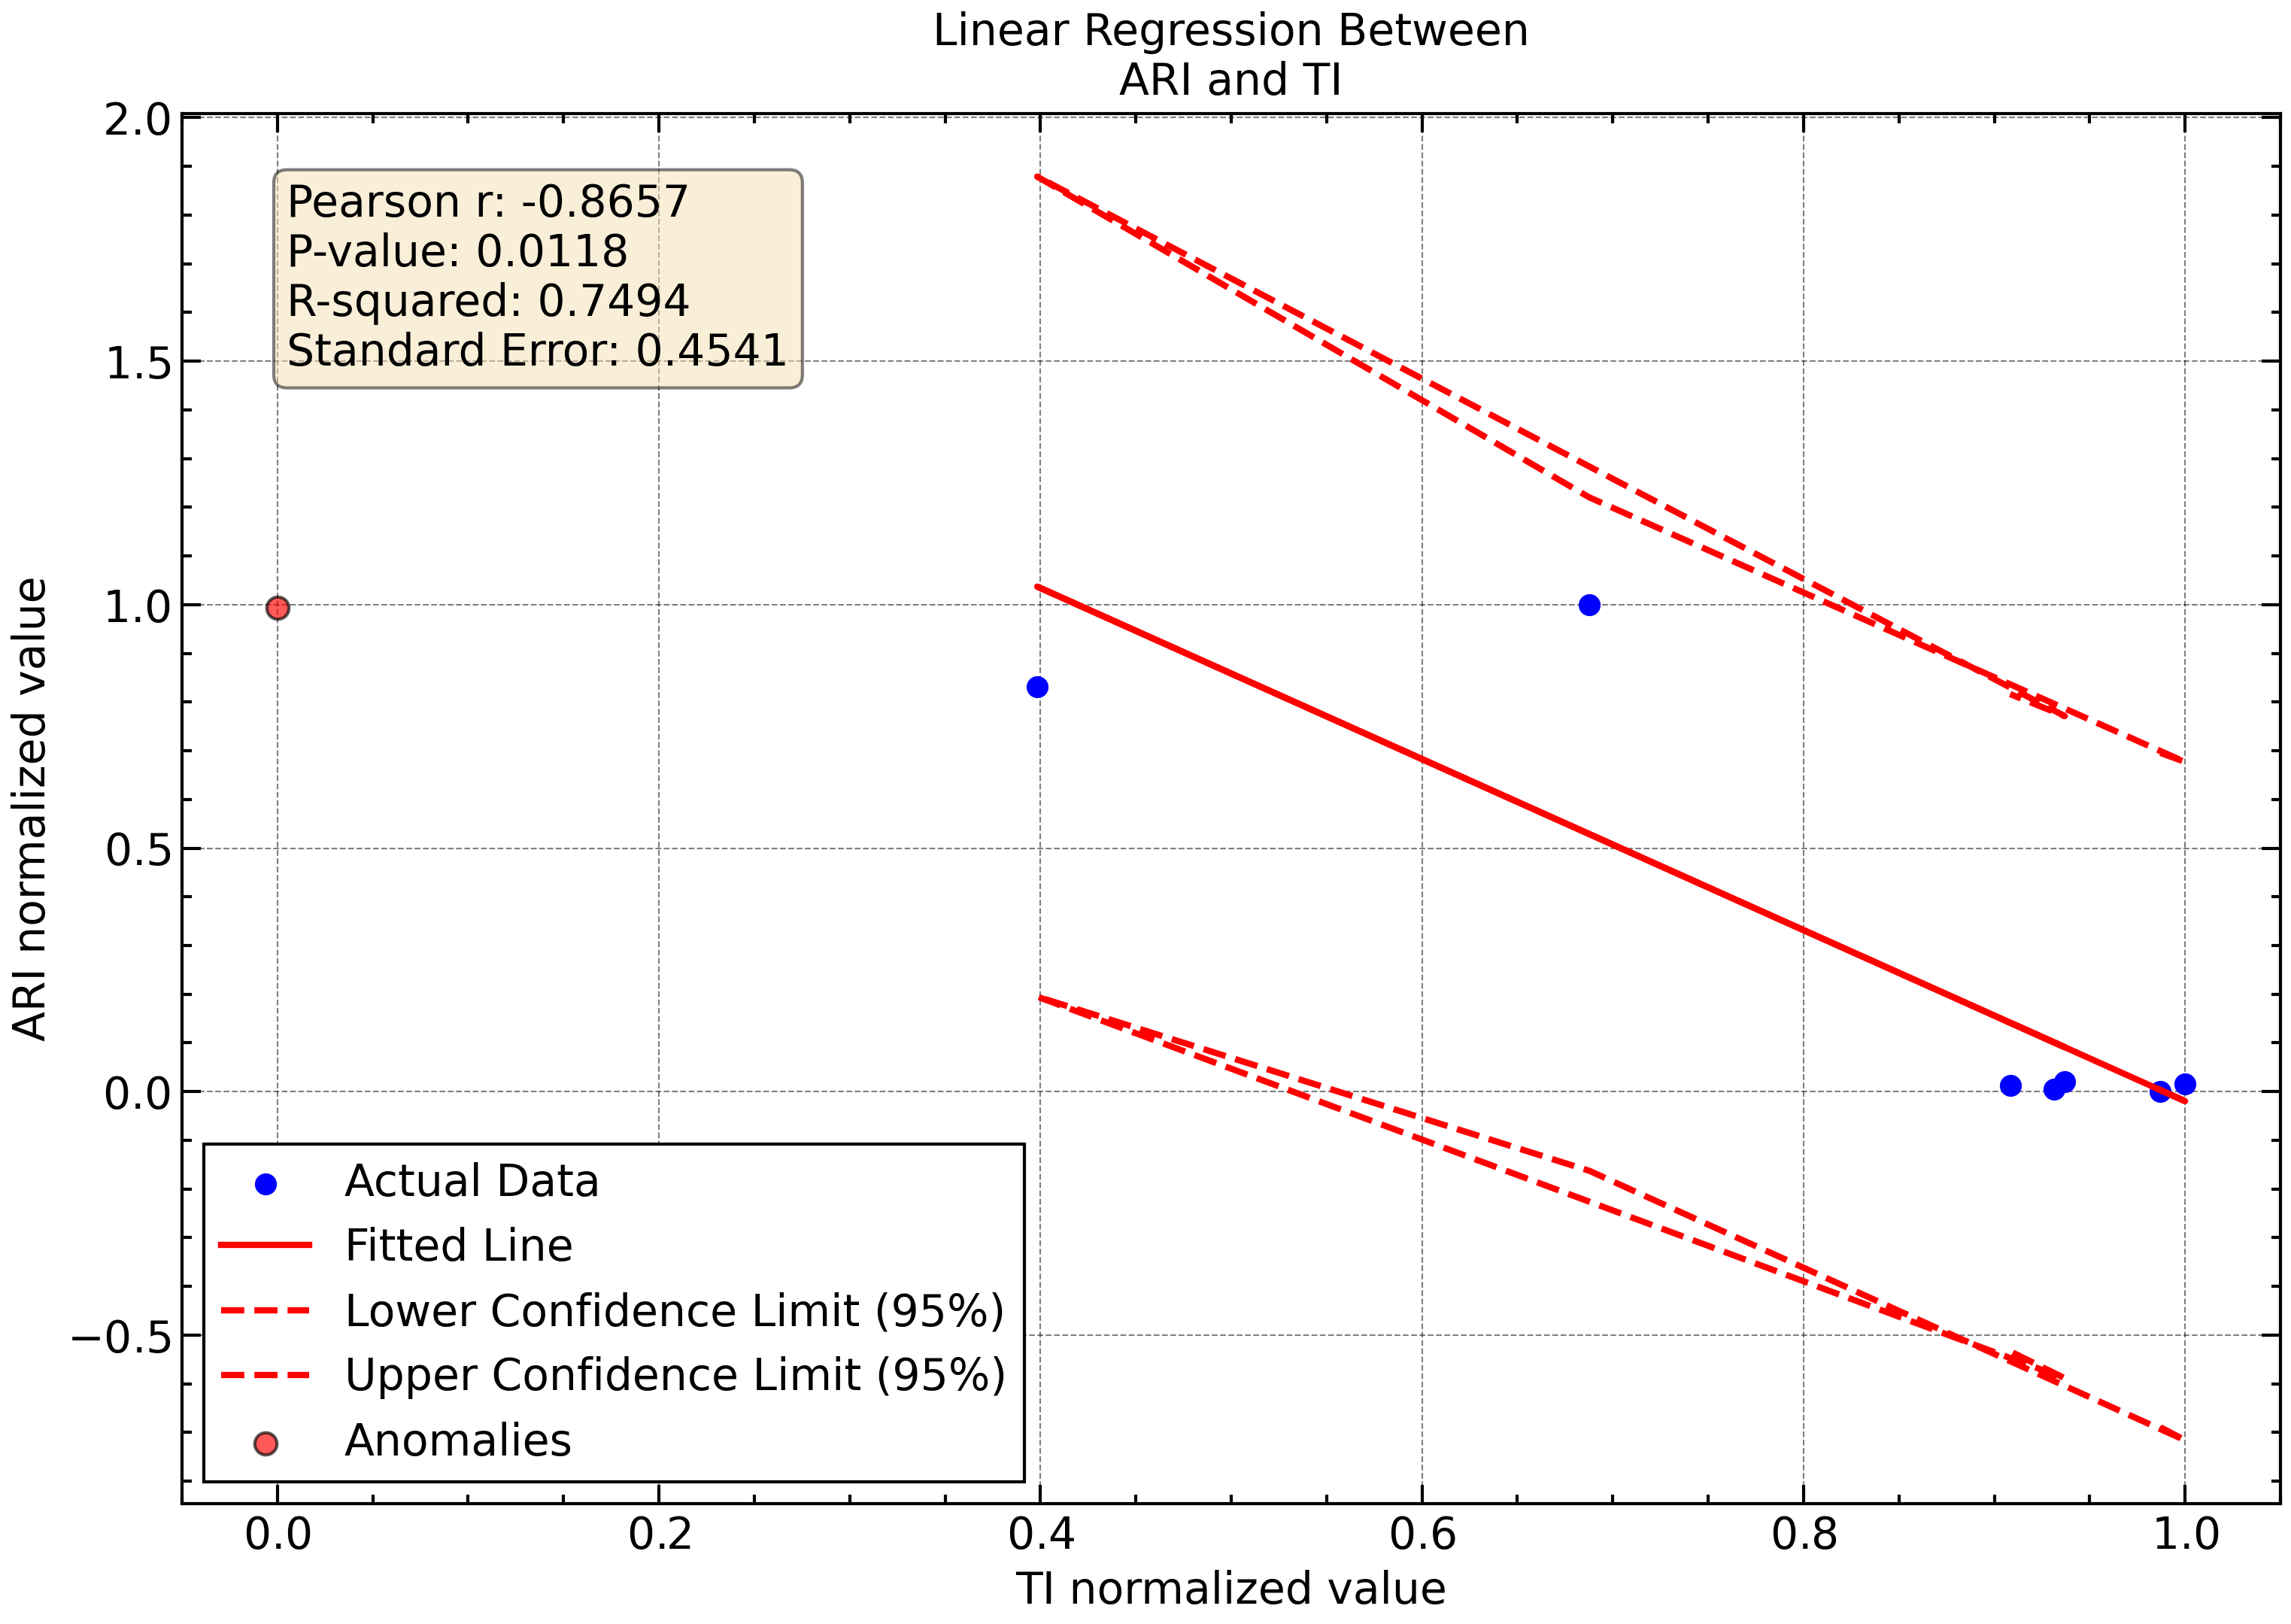 Linear Regression Between
ARI and TI
2.0
1.5
1.0
0.5
0.0
−0.5
ARI normalized value
Pearson r: -0.8657
P-value: 0.0118
R-squared: 0.7494
Standard Error: 0.4541
Actual Data
Fitted Line
Lower Confidence Limit (95%)
Upper Confidence Limit (95%)
Anomalies
0.0 0.2 0.4 0.6 0.8 1.0
TI normalized value